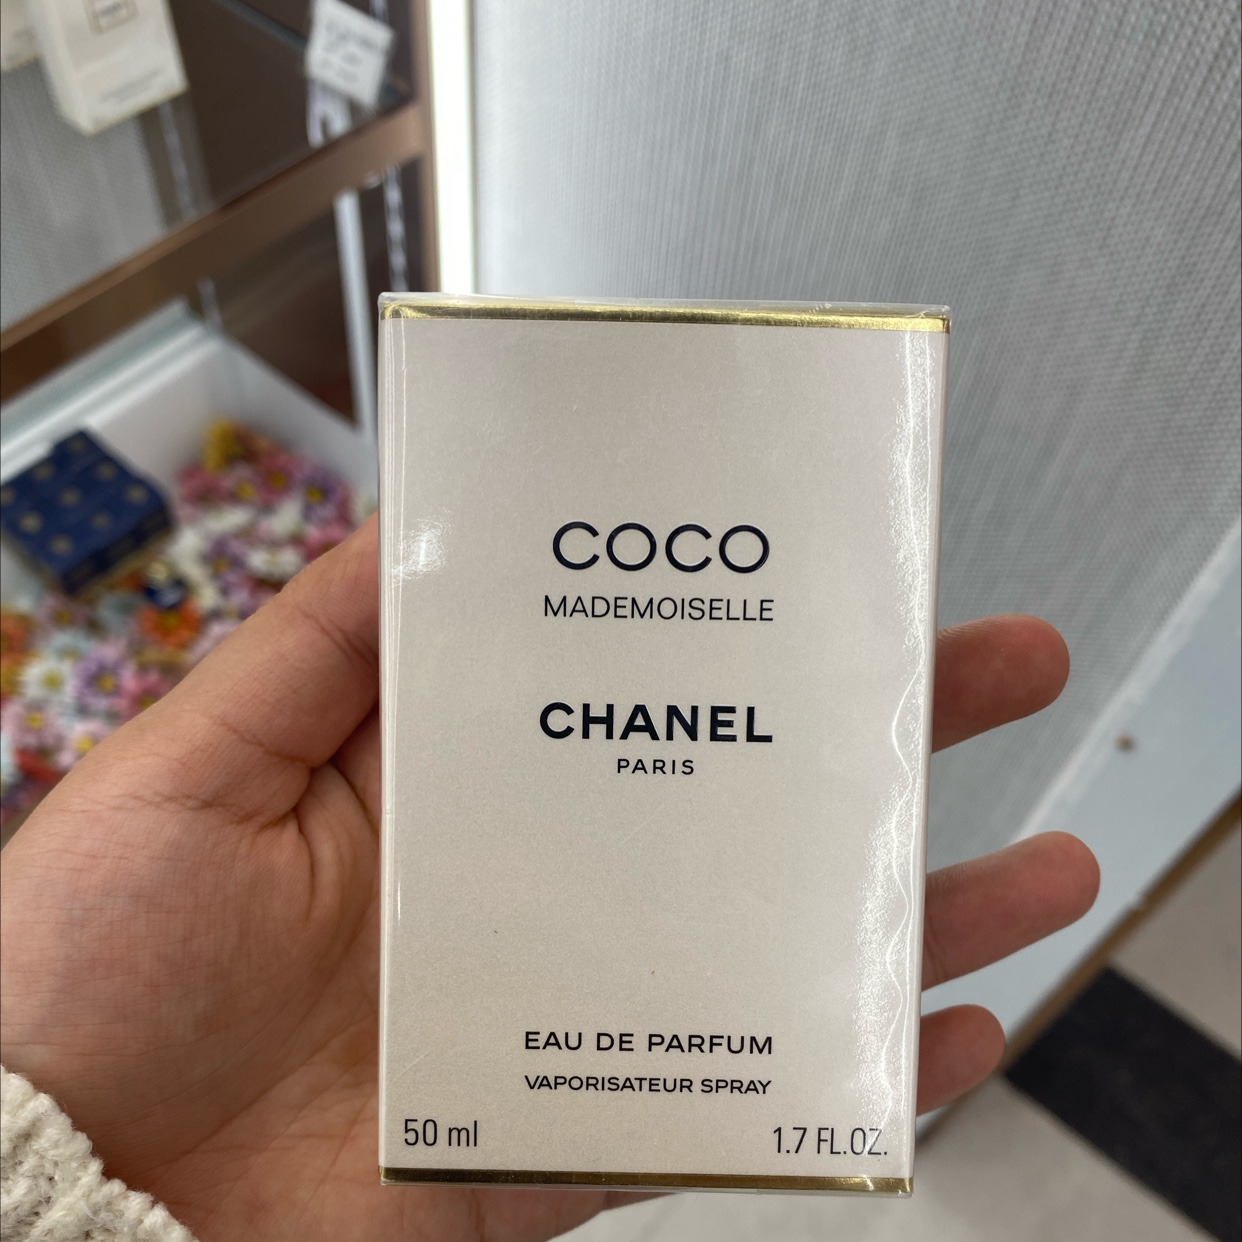 COCO
MADEMOISELLE
CHANEL
PARIS
EAU DE PARFUM
VAPORISATEUR SPRAY
50 ml
1.7 FL.OZ.